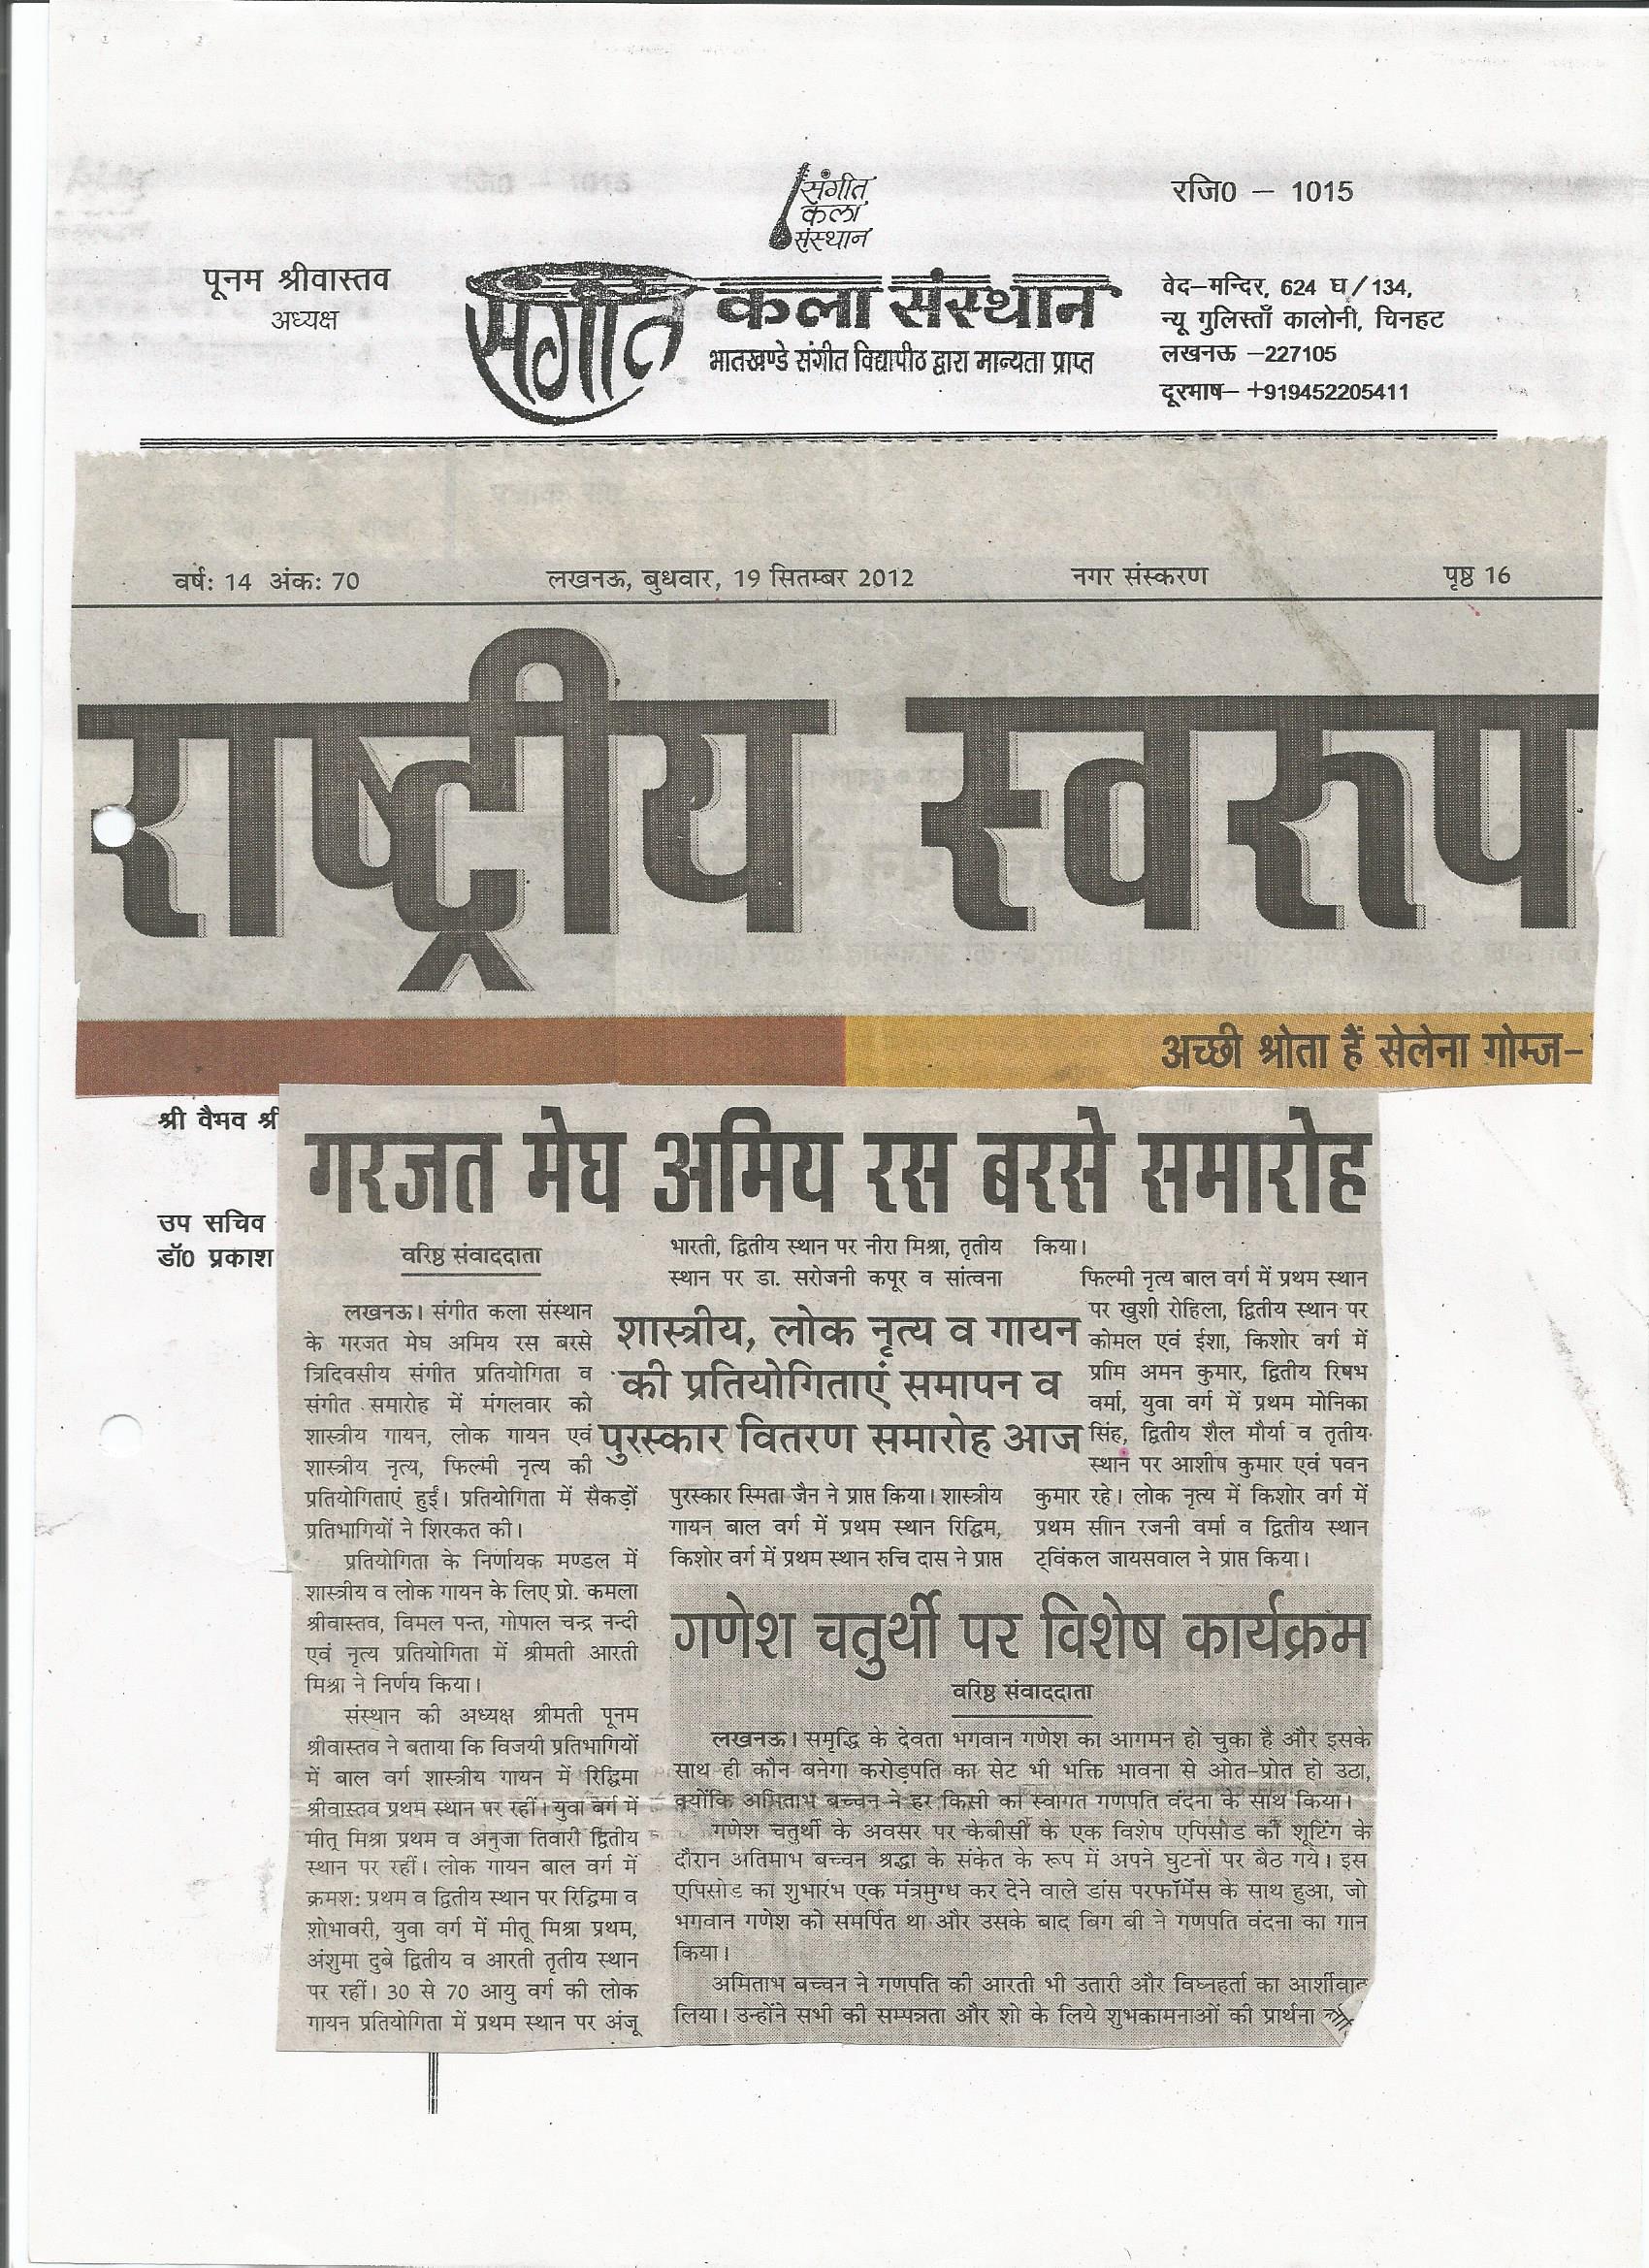 संगीत
कला
संस्थान
रजि0 – 1015
पूनम श्रीवास्तव
अध्यक्ष
संगीत कला संस्थान
भातखण्डे संगीत विद्यापीठ द्वारा मान्यता प्राप्त
वेद–मन्दिर, 624 घ/134,
न्यू गुलिस्ताँ कालोनी, चिनहट
लखनऊ –227105
दूरभाष– +919452205411
वर्ष: 14 अंक: 70 लखनऊ, बुधवार, 19 सितम्बर 2012 नगर संस्करण पृष्ठ 16
राष्ट्रीय स्वरूप
अच्छी श्रोता हैं सेलेना गोम्ज-
श्री वैभव श्री
उप सचिव
डॉ0 प्रकाश
गरजत मेघ अमिय रस बरसे समारोह
वरिष्ठ संवाददाता
लखनऊ। संगीत कला संस्थान
के गरजत मेघ अमिय रस बरसे
त्रिदिवसीय संगीत प्रतियोगिता व
संगीत समारोह में मंगलवार को
शास्त्रीय गायन, लोक गायन एवं
शास्त्रीय नृत्य, फिल्मी नृत्य की
प्रतियोगिताएं हुईं। प्रतियोगिता में सैकड़ों
प्रतिभागियों ने शिरकत की।
प्रतियोगिता के निर्णायक मण्डल में
शास्त्रीय व लोक गायन के लिए प्रो. कमला
श्रीवास्तव, विमल पन्त, गोपाल चन्द्र नन्दी
एवं नृत्य प्रतियोगिता में श्रीमती आरती
मिश्रा ने निर्णय किया।
संस्थान की अध्यक्ष श्रीमती पूनम
श्रीवास्तव ने बताया कि विजयी प्रतिभागियों
में बाल वर्ग शास्त्रीय गायन में रिद्धिमा
श्रीवास्तव प्रथम स्थान पर रहीं। युवा वर्ग में
मीतू मिश्रा प्रथम व अनुजा तिवारी द्वितीय
स्थान पर रहीं। लोक गायन बाल वर्ग में
क्रमश: प्रथम व द्वितीय स्थान पर रिद्धिमा व
शोभावरी, युवा वर्ग में मीतू मिश्रा प्रथम,
अंशुमा दुबे द्वितीय व आरती तृतीय स्थान
पर रहीं। 30 से 70 आयु वर्ग की लोक
गायन प्रतियोगिता में प्रथम स्थान पर अंजू
भारती, द्वितीय स्थान पर नीरा मिश्रा, तृतीय
स्थान पर डा. सरोजनी कपूर व सांत्वना
शास्त्रीय, लोक नृत्य व गायन
की प्रतियोगिताएं समापन व
पुरस्कार वितरण समारोह आज
पुरस्कार स्मिता जैन ने प्राप्त किया। शास्त्रीय
गायन बाल वर्ग में प्रथम स्थान रिद्धिम,
किशोर वर्ग में प्रथम स्थान रुचि दास ने प्राप्त
किया।
फिल्मी नृत्य बाल वर्ग में प्रथम स्थान
पर खुशी रोहिला, द्वितीय स्थान पर
कोमल एवं ईशा, किशोर वर्ग में
प्रामि अमन कुमार, द्वितीय रिषभ
वर्मा, युवा वर्ग में प्रथम मोनिका
सिंह, द्वितीय शैल मौर्या व तृतीय
स्थान पर आशीष कुमार एवं पवन
कुमार रहे। लोक नृत्य में किशोर वर्ग में
प्रथम सीान रजनी वर्मा व द्वितीय स्थान
ट्विंकल जायसवाल ने प्राप्त किया।
गणेश चतुर्थी पर विशेष कार्यक्रम
वरिष्ठ संवाददाता
लखनऊ। समृद्धि के देवता भगवान गणेश का आगमन हो चुका है और इसके
साथ ही कौन बनेगा करोड़पति का सेट भी भक्ति भावना से ओत-प्रोत हो उठा,
क्योंकि अमिताभ बच्चन ने हर किसी का स्वागत गणपति वंदना के साथ किया।
गणेश चतुर्थी के अवसर पर केबीसी के एक विशेष एपिसोड की शूटिंग के
दौरान अतिमाभ बच्चन श्रद्धा के संकेत के रूप में अपने घुटनों पर बैठ गये। इस
एपिसोड का शुभारंभ एक मंत्रमुग्ध कर देने वाले डांस परफॉर्मेंस के साथ हुआ, जो
भगवान गणेश को समर्पित था और उसके बाद बिग बी ने गणपति वंदना का गान
किया।
अमिताभ बच्चन ने गणपति की आरती भी उतारी और विघ्नहर्ता का आर्शीवाद
लिया। उन्होंने सभी की सम्पन्नता और शो के लिये शुभकामनाओं की प्रार्थना